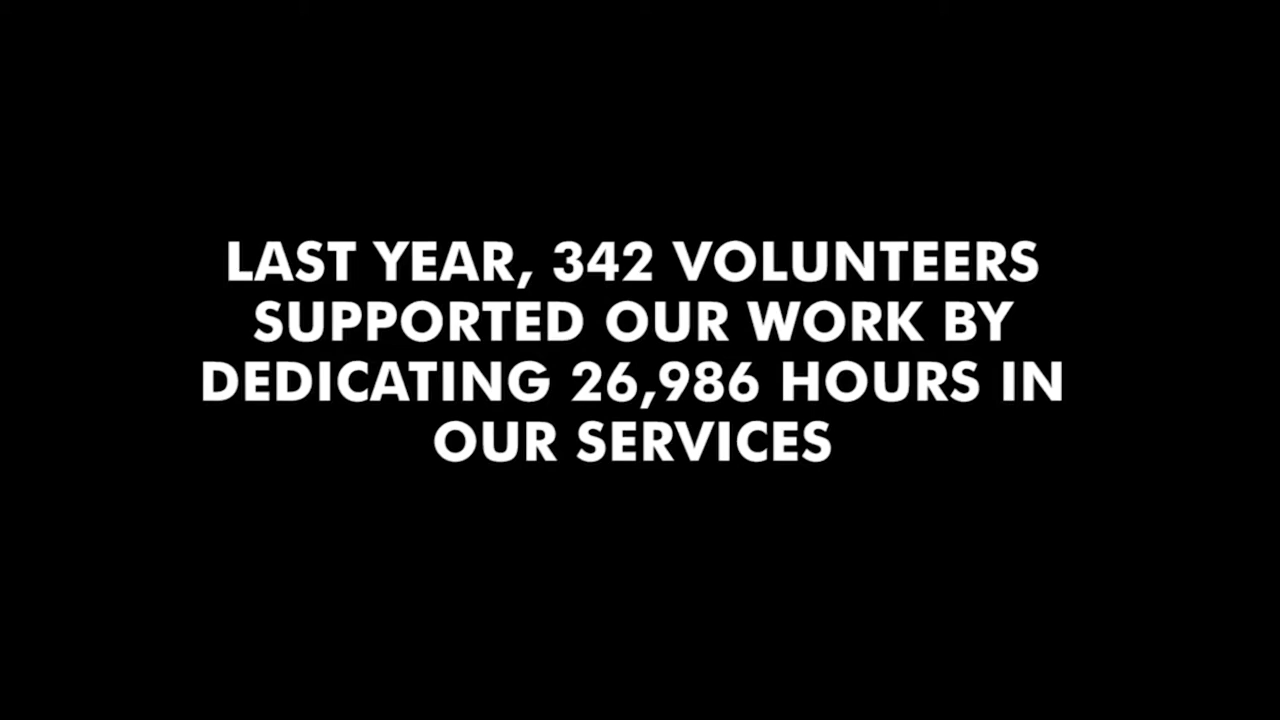 LAST YEAR, 342 VOLUNTEERS
SUPPORTED OUR WORK BY
DEDICATING 26,986 HOURS IN
OUR SERVICES